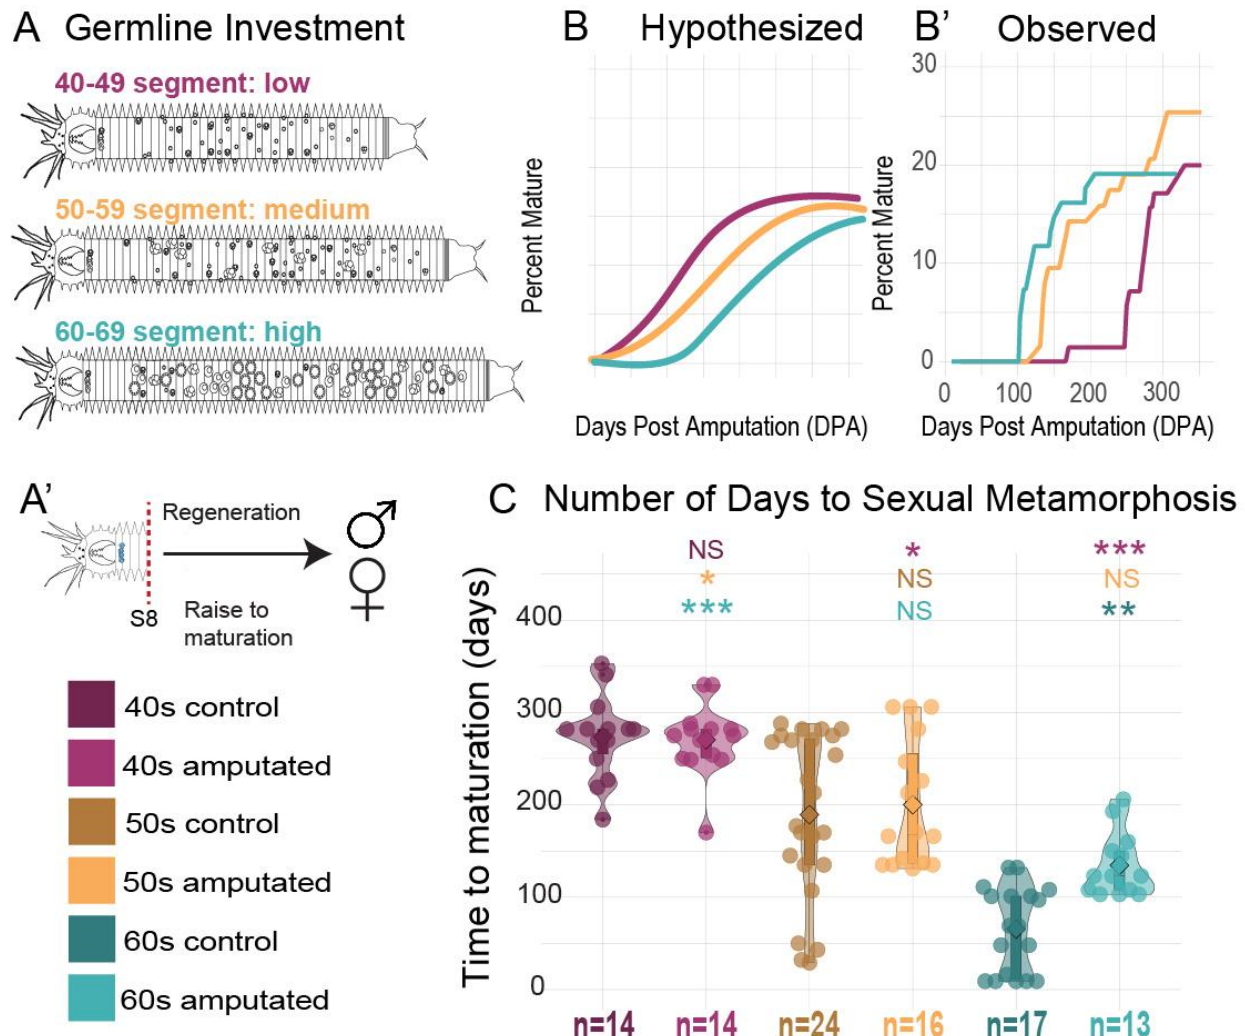 A Germline Investment
40-49 segment: low
50-59 segment: medium
60-69 segment: high
B Hypothesized
Percent Mature
Days Post Amputation (DPA)
B' Observed
Percent Mature
30
20
10
0
0 100 200 300
Days Post Amputation (DPA)
A'
Regeneration
S8
Raise to
maturation
♂
♀
40s control
40s amputated
50s control
50s amputated
60s control
60s amputated
C Number of Days to Sexual Metamorphosis
NS * ***
* NS NS
*** NS **
Time to maturation (days)
400
300
200
100
0
n=14 n=14 n=24 n=16 n=17 n=13